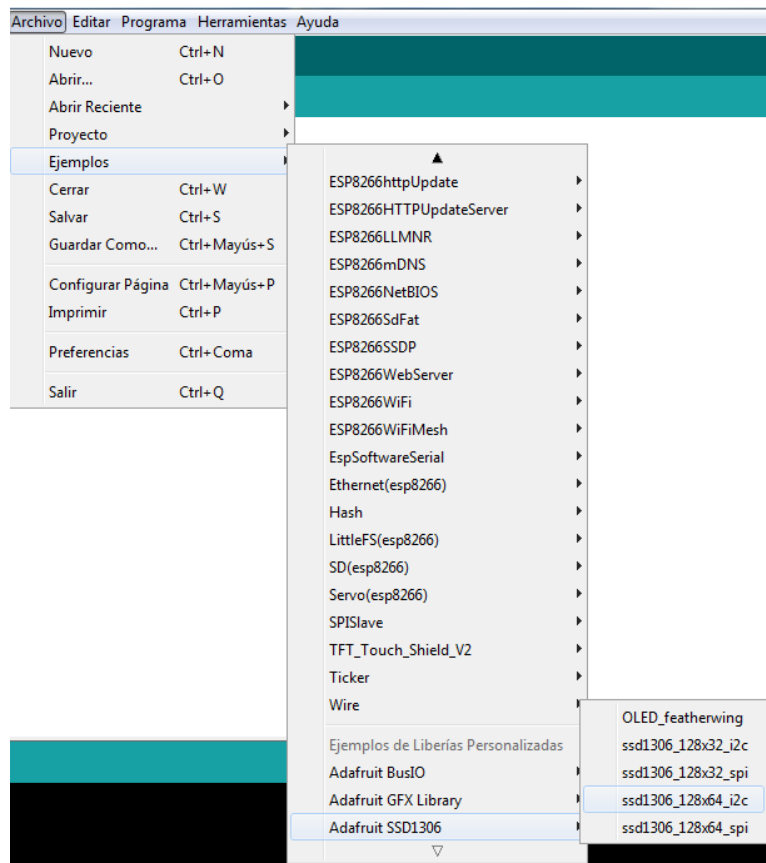 Archivo Editar Programa Herramientas Ayuda
Nuevo Ctrl+N
Abrir... Ctrl+O
Abrir Reciente
Proyecto
Ejemplos
Cerrar Ctrl+W
Salvar Ctrl+S
Guardar Como... Ctrl+Mayús+S
Configurar Página Ctrl+Mayús+P
Imprimir Ctrl+P
Preferencias Ctrl+Coma
Salir Ctrl+Q
ESP8266httpUpdate
ESP8266HTTPUpdateServer
ESP8266LLMNR
ESP8266mDNS
ESP8266NetBIOS
ESP8266SdFat
ESP8266SSDP
ESP8266WebServer
ESP8266WiFi
ESP8266WiFiMesh
EspSoftwareSerial
Ethernet(esp8266)
Hash
LittleFS(esp8266)
SD(esp8266)
Servo(esp8266)
SPISlave
TFT_Touch_Shield_V2
Ticker
Wire
Ejemplos de Liberías Personalizadas
Adafruit BusIO
Adafruit GFX Library
Adafruit SSD1306
OLED_featherwing
ssd1306_128x32_i2c
ssd1306_128x32_spi
ssd1306_128x64_i2c
ssd1306_128x64_spi